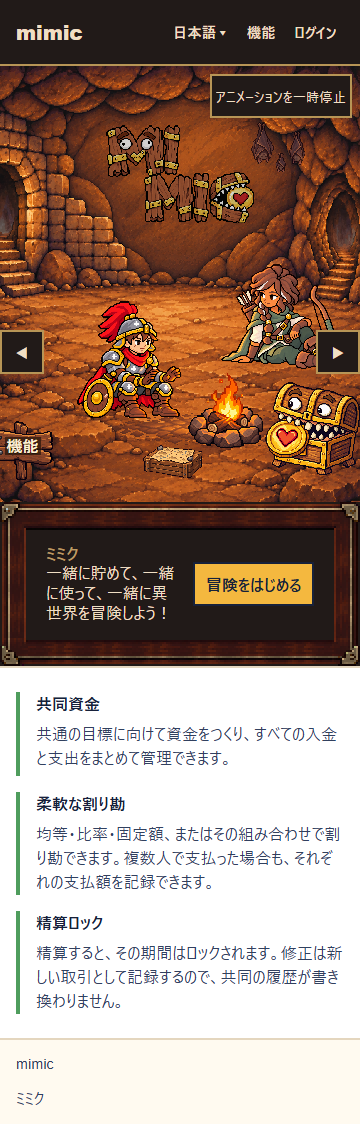 mimic 日本語▼ 機能 ログイン
アニメーションを一時停止
MiMic
◀ ▶
機能
ミミク
一緒に貯めて、一緒
に使って、一緒に異
世界を冒険しよう！
冒険をはじめる
共同資金
共通の目標に向けて資金をつくり、すべての入金
と支出をまとめて管理できます。
柔軟な割り勘
均等・比率・固定額、またはその組み合わせで割
り勘できます。複数人で支払った場合も、それぞ
れの支払額を記録できます。
精算ロック
精算すると、その期間はロックされます。修正は新
しい取引として記録するので、共同の履歴が書き
換わりません。
mimic
ミミク